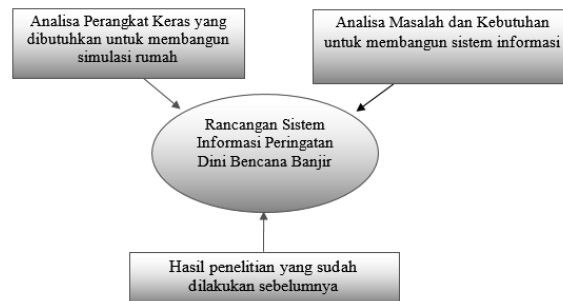 Analisa Perangkat Keras yang
dibutuhkan untuk membangun
simulasi rumah
Analisa Masalah dan Kebutuhan
untuk membangun sistem informasi
Rancangan Sistem
Informasi Peringatan
Dini Bencana Banjir
Hasil penelitian yang sudah
dilakukan sebelumnya